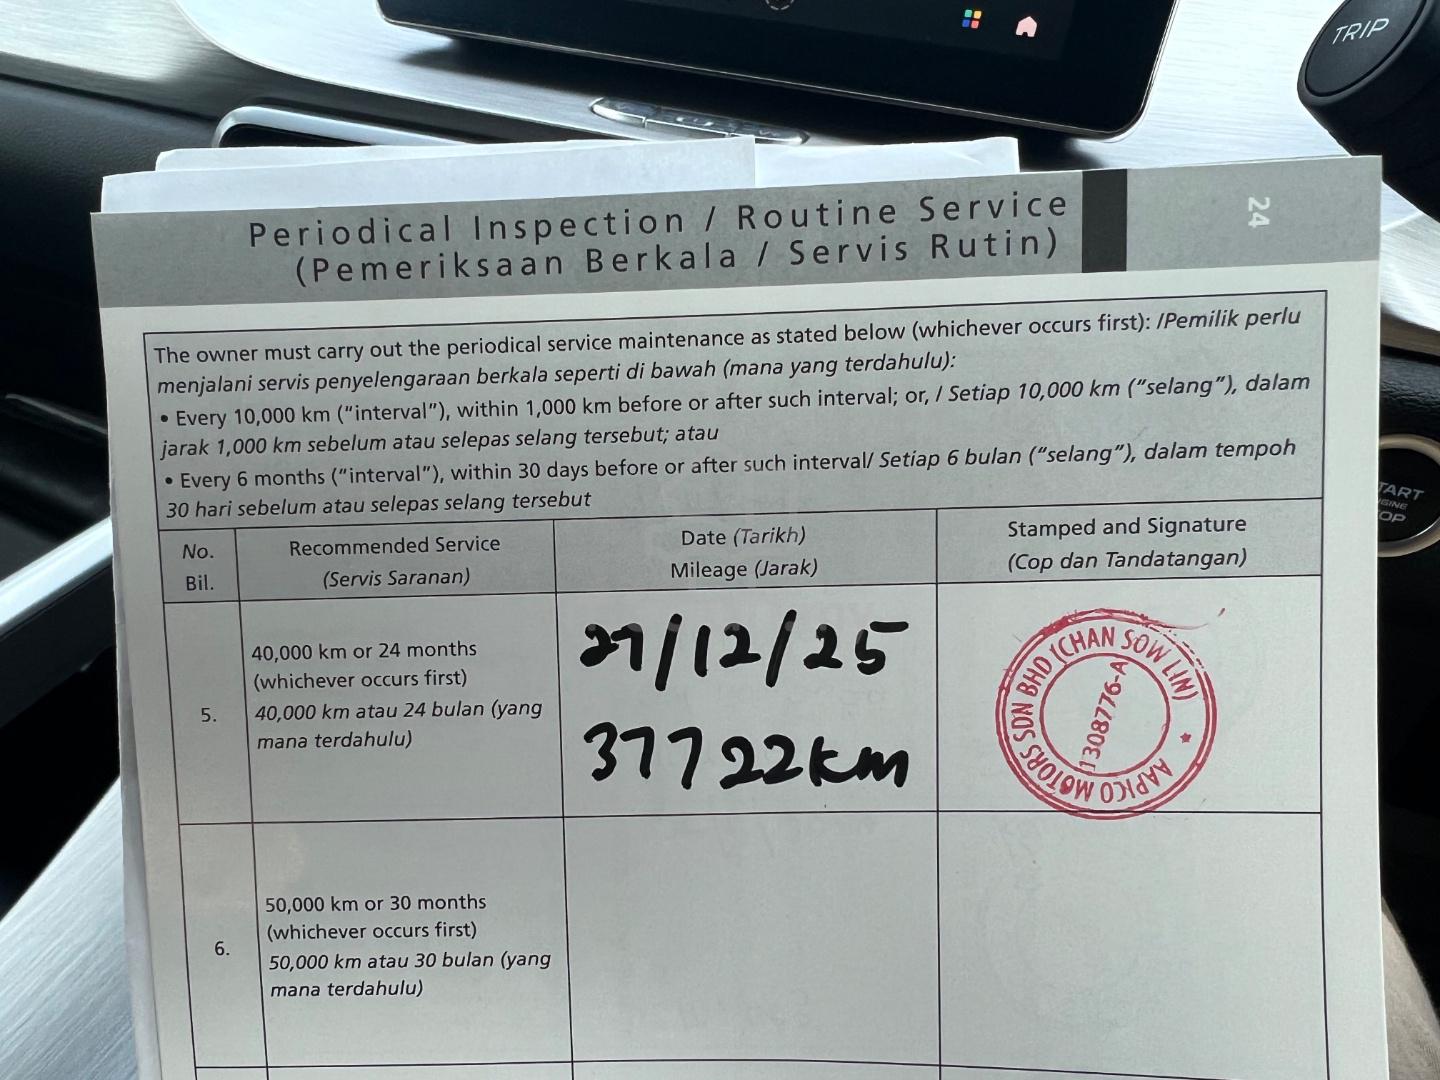 TRIP
START
ENGINE
STOP
24
Periodical Inspection / Routine Service
(Pemeriksaan Berkala / Servis Rutin)
The owner must carry out the periodical service maintenance as stated below (whichever occurs first): /Pemilik perlu
menjalani servis penyelengaraan berkala seperti di bawah (mana yang terdahulu):
• Every 10,000 km ("interval"), within 1,000 km before or after such interval; or, / Setiap 10,000 km ("selang"), dalam
jarak 1,000 km sebelum atau selepas selang tersebut; atau
• Every 6 months ("interval"), within 30 days before or after such interval/ Setiap 6 bulan ("selang"), dalam tempoh
30 hari sebelum atau selepas selang tersebut
No.
Bil.
Recommended Service
(Servis Saranan)
Date (Tarikh)
Mileage (Jarak)
Stamped and Signature
(Cop dan Tandatangan)
5.
40,000 km or 24 months
(whichever occurs first)
40,000 km atau 24 bulan (yang
mana terdahulu)
27/12/25
37722km
AAPICO MOTORS SDN BHD (CHAN SOW LIN)
1308776-A
6.
50,000 km or 30 months
(whichever occurs first)
50,000 km atau 30 bulan (yang
mana terdahulu)